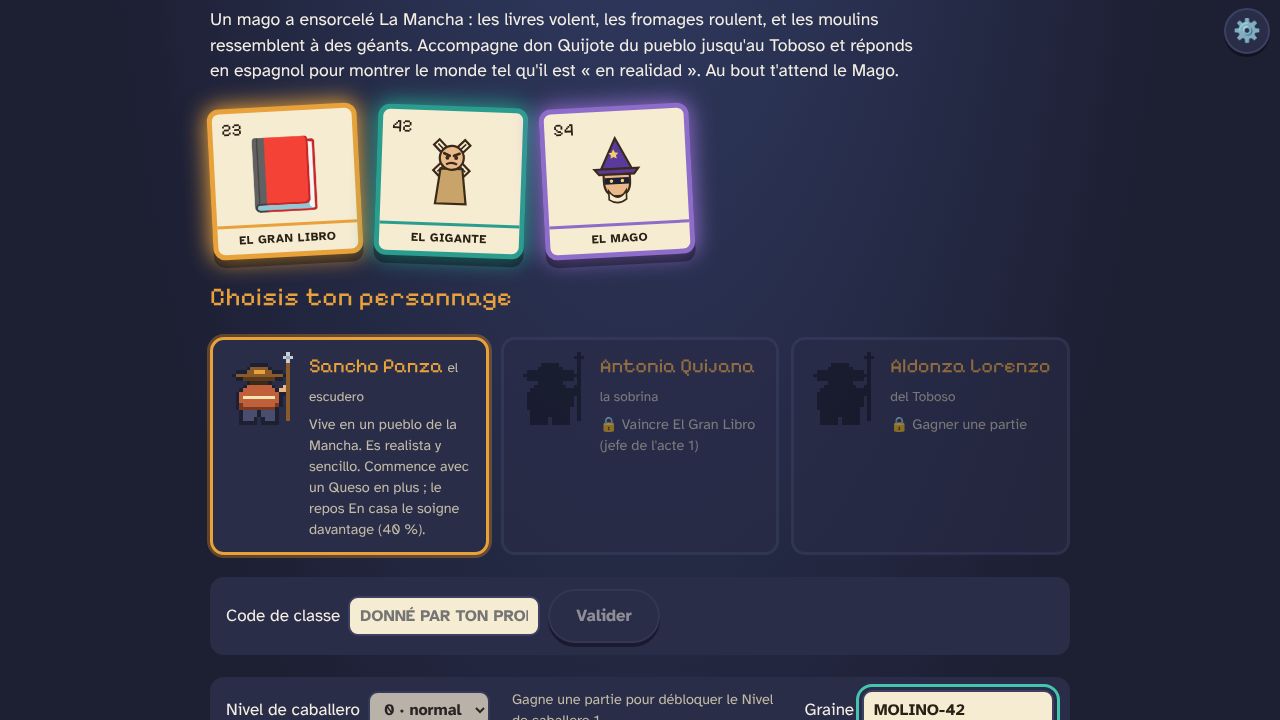 Un mago a ensorcelé La Mancha : les livres volent, les fromages roulent, et les moulins
ressemblent à des géants. Accompagne don Quijote du pueblo jusqu'au Toboso et réponds
en espagnol pour montrer le monde tel qu'il est « en realidad ». Au bout t'attend le Mago.
23
EL GRAN LIBRO
42
EL GIGANTE
54
EL MAGO
Choisis ton personnage
Sancho Panza el
escudero
Vive en un pueblo de la
Mancha. Es realista y
sencillo. Commence avec
un Queso en plus ; le
repos En casa le soigne
davantage (40 %).
Antonia Quijana
la sobrina
🔒 Vaincre El Gran Libro
(jefe de l'acte 1)
Aldonza Lorenzo
del Toboso
🔒 Gagner une partie
Code de classe
DONNÉ PAR TON
Valider
Nivel de caballero
0 · normal
Gagne une partie pour débloquer le Nivel
de caballero 1
Graine
MOLINO-42